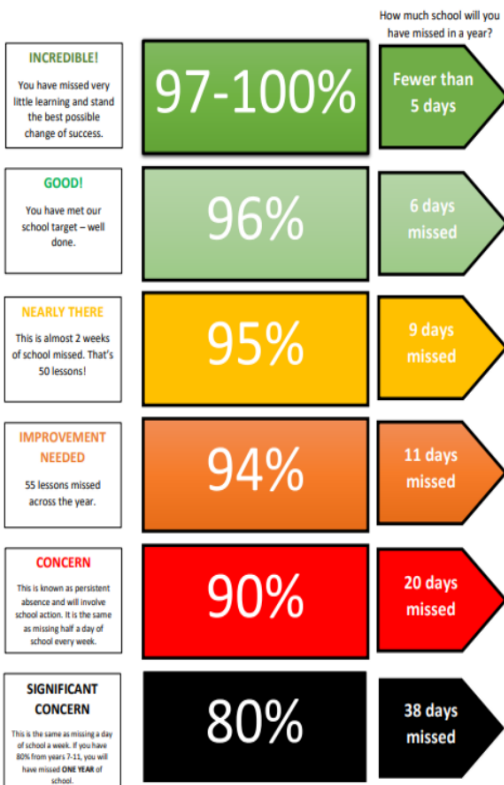 How much school will you
have missed in a year?
INCREDIBLE!
You have missed very
little learning and stand
the best possible
change of success.
97-100%
Fewer than
5 days
GOOD!
You have met our
school target – well
done.
96%
6 days
missed
NEARLY THERE
This is almost 2 weeks
of school missed. That's
50 lessons!
95%
9 days
missed
IMPROVEMENT
NEEDED
55 lessons missed
across the year.
94%
11 days
missed
CONCERN
This is known as persistent
absence and will involve
school action. It is the same
as missing half a day of
school every week.
90%
20 days
missed
SIGNIFICANT
CONCERN
This is the same as missing a day
of school a week. If you have
80% from years 7-11, you will
have missed ONE YEAR of
school.
80%
38 days
missed